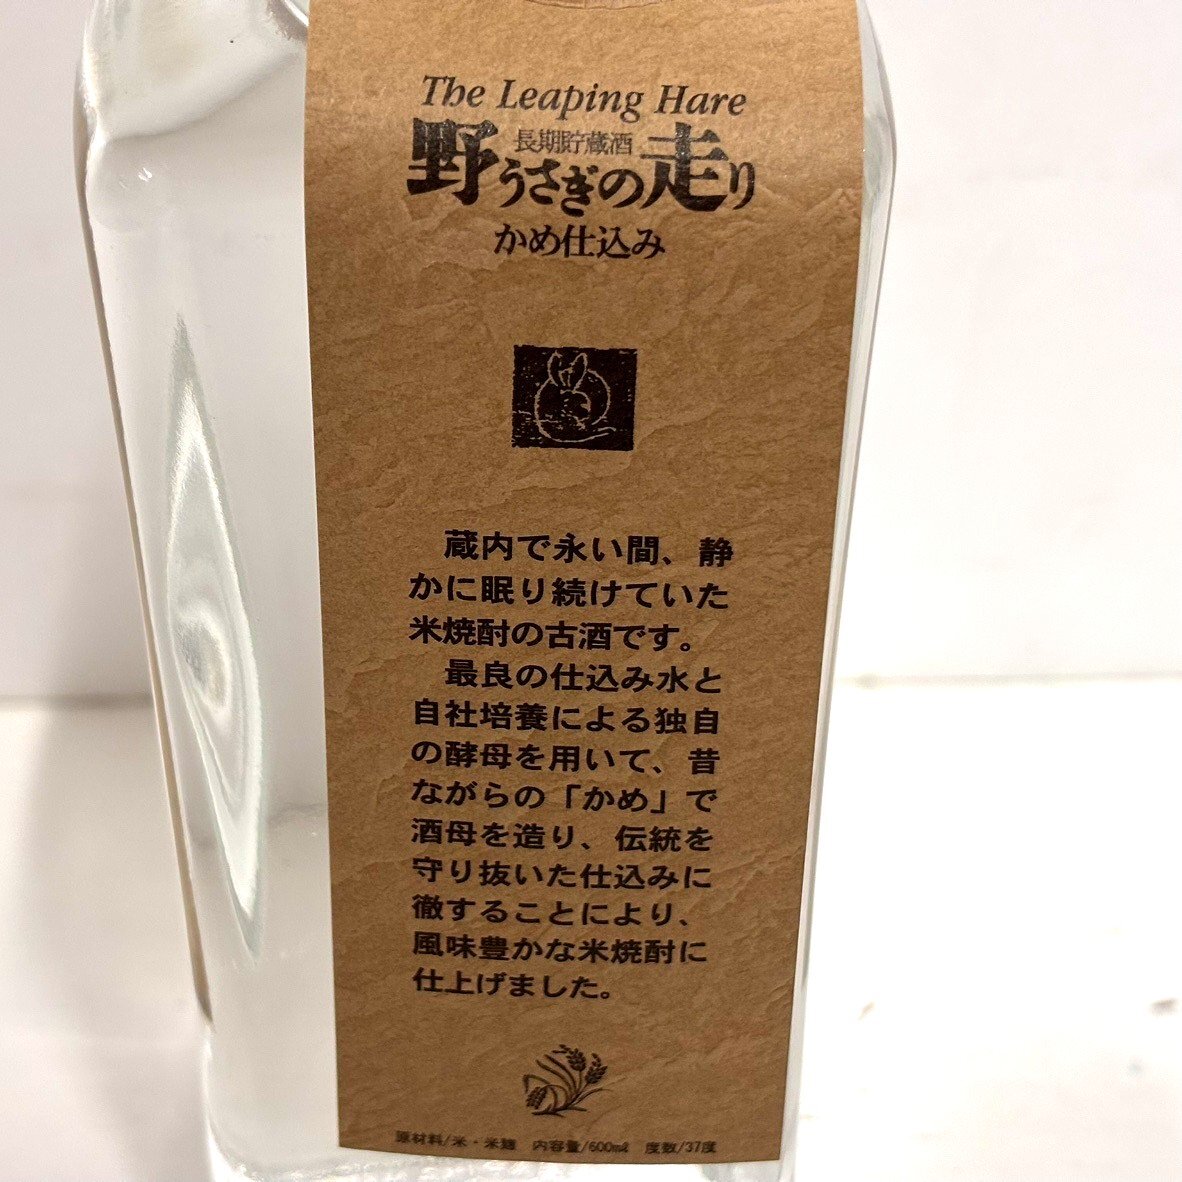 The Leaping Hare
長期貯蔵酒
野うさぎの走り
かめ仕込み
蔵内で永い間、静
かに眠り続けていた
米焼酎の古酒です。
最良の仕込み水と
自社培養による独自
の酵母を用いて、昔
ながらの「かめ」で
酒母を造り、伝統を
守り抜いた仕込みに
徹することにより、
風味豊かな米焼酎に
仕上げました。
原材料/米・米麹 内容量/600㎖ 度数/37度